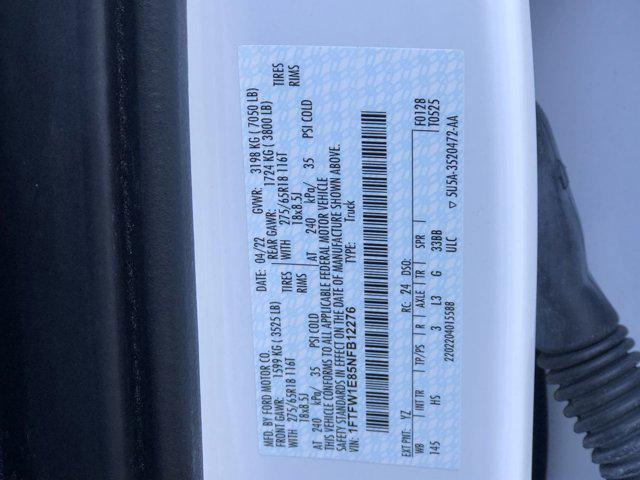 MFD. BY FORD MOTOR CO.
DATE: 04/22 GVWR: 3198 KG ( 7050 LB)
FRONT GAWR: 1599 KG ( 3525 LB) REAR GAWR: 1724 KG ( 3800 LB)
WITH 275/65R18 116T TIRES WITH 275/65R18 116T TIRES
18x8.5J RIMS 18x8.5J RIMS
AT 240 kPa/ 35 PSI COLD AT 240 kPa/ 35 PSI COLD
THIS VEHICLE CONFORMS TO ALL APPLICABLE FEDERAL MOTOR VEHICLE
SAFETY STANDARDS IN EFFECT ON THE DATE OF MANUFACTURE SHOWN ABOVE.
VIN: 1FTFW1E85NFB12276 TYPE: Truck
EXT PNT: YZ RC: 24 DSO: F0128
WB INT TR TP/PS R AXLE TR SPR T0525
145 HS 3 L3 G 33BB
ULC
2202204015508 5U5A-3520472-AA